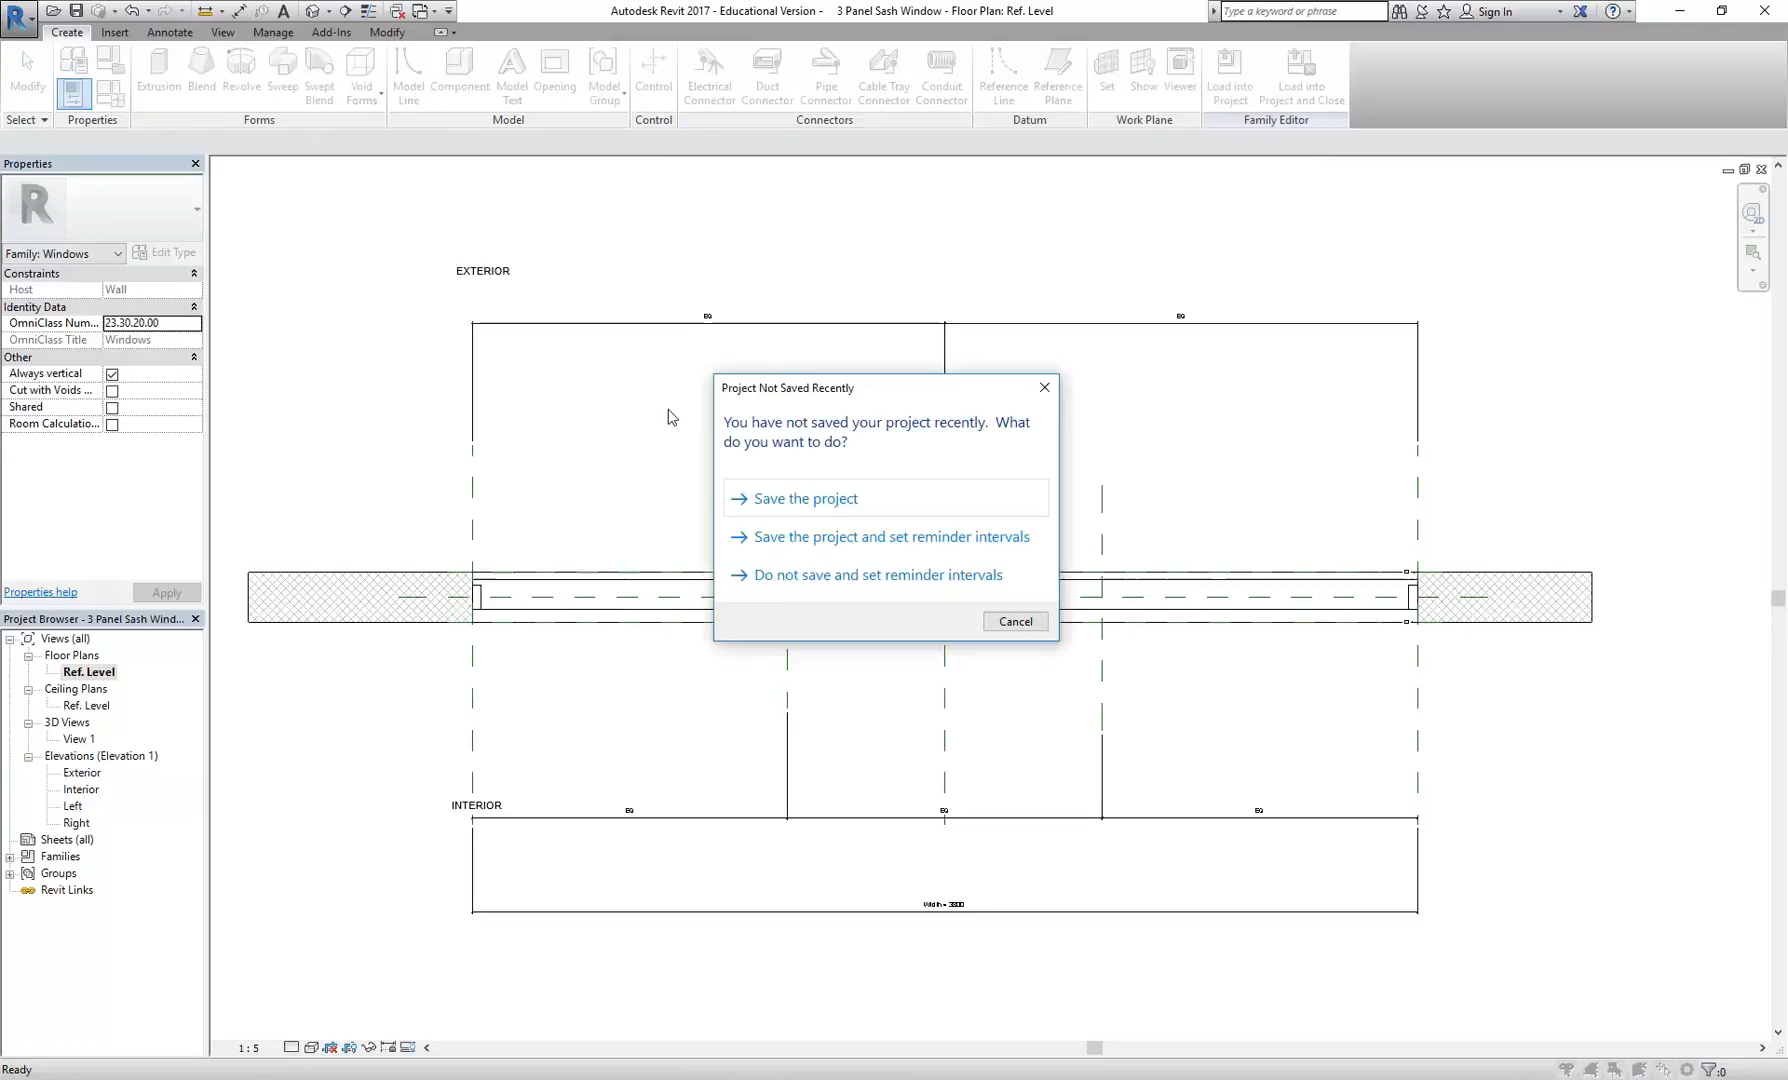 Autodesk Revit 2017 - Educational Version - 3 Panel Sash Window - Floor Plan: Ref. Level
Type a keyword or phrase
Sign In
Create Insert Annotate View Manage Add-Ins Modify
Modify
Extrusion Blend Revolve Sweep Swept Blend Void Forms
Model Line Component Model Text Opening Model Group
Control
Electrical Connector Duct Connector Pipe Connector Cable Tray Connector Conduit Connector
Reference Line Reference Plane
Set Show Viewer
Load into Project Load into Project and Close
Select Properties Forms Model Control Connectors Datum Work Plane Family Editor
Properties
R
Family: Windows Edit Type
Constraints
Host Wall
Identity Data
OmniClass Num... 23.30.20.00
OmniClass Title Windows
Other
Always vertical
Cut with Voids ...
Shared
Room Calculatio...
Properties help Apply
Project Browser - 3 Panel Sash Wind...
Views (all)
Floor Plans
Ref. Level
Ceiling Plans
Ref. Level
3D Views
View 1
Elevations (Elevation 1)
Exterior
Interior
Left
Right
Sheets (all)
Families
Groups
Revit Links
EXTERIOR
EQ EQ
Project Not Saved Recently
You have not saved your project recently. What
do you want to do?
Save the project
Save the project and set reminder intervals
Do not save and set reminder intervals
Cancel
INTERIOR
EQ EQ EQ
Width = 3800
1 : 5
Ready
:0